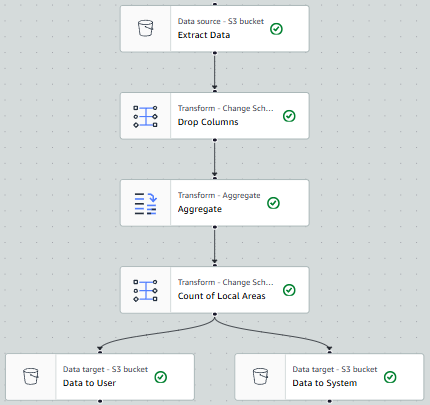 Data source - S3 bucket
Extract Data
Transform - Change Sch...
Drop Columns
Transform - Aggregate
Aggregate
Transform - Change Sch...
Count of Local Areas
Data target - S3 bucket
Data to User
Data target - S3 bucket
Data to System